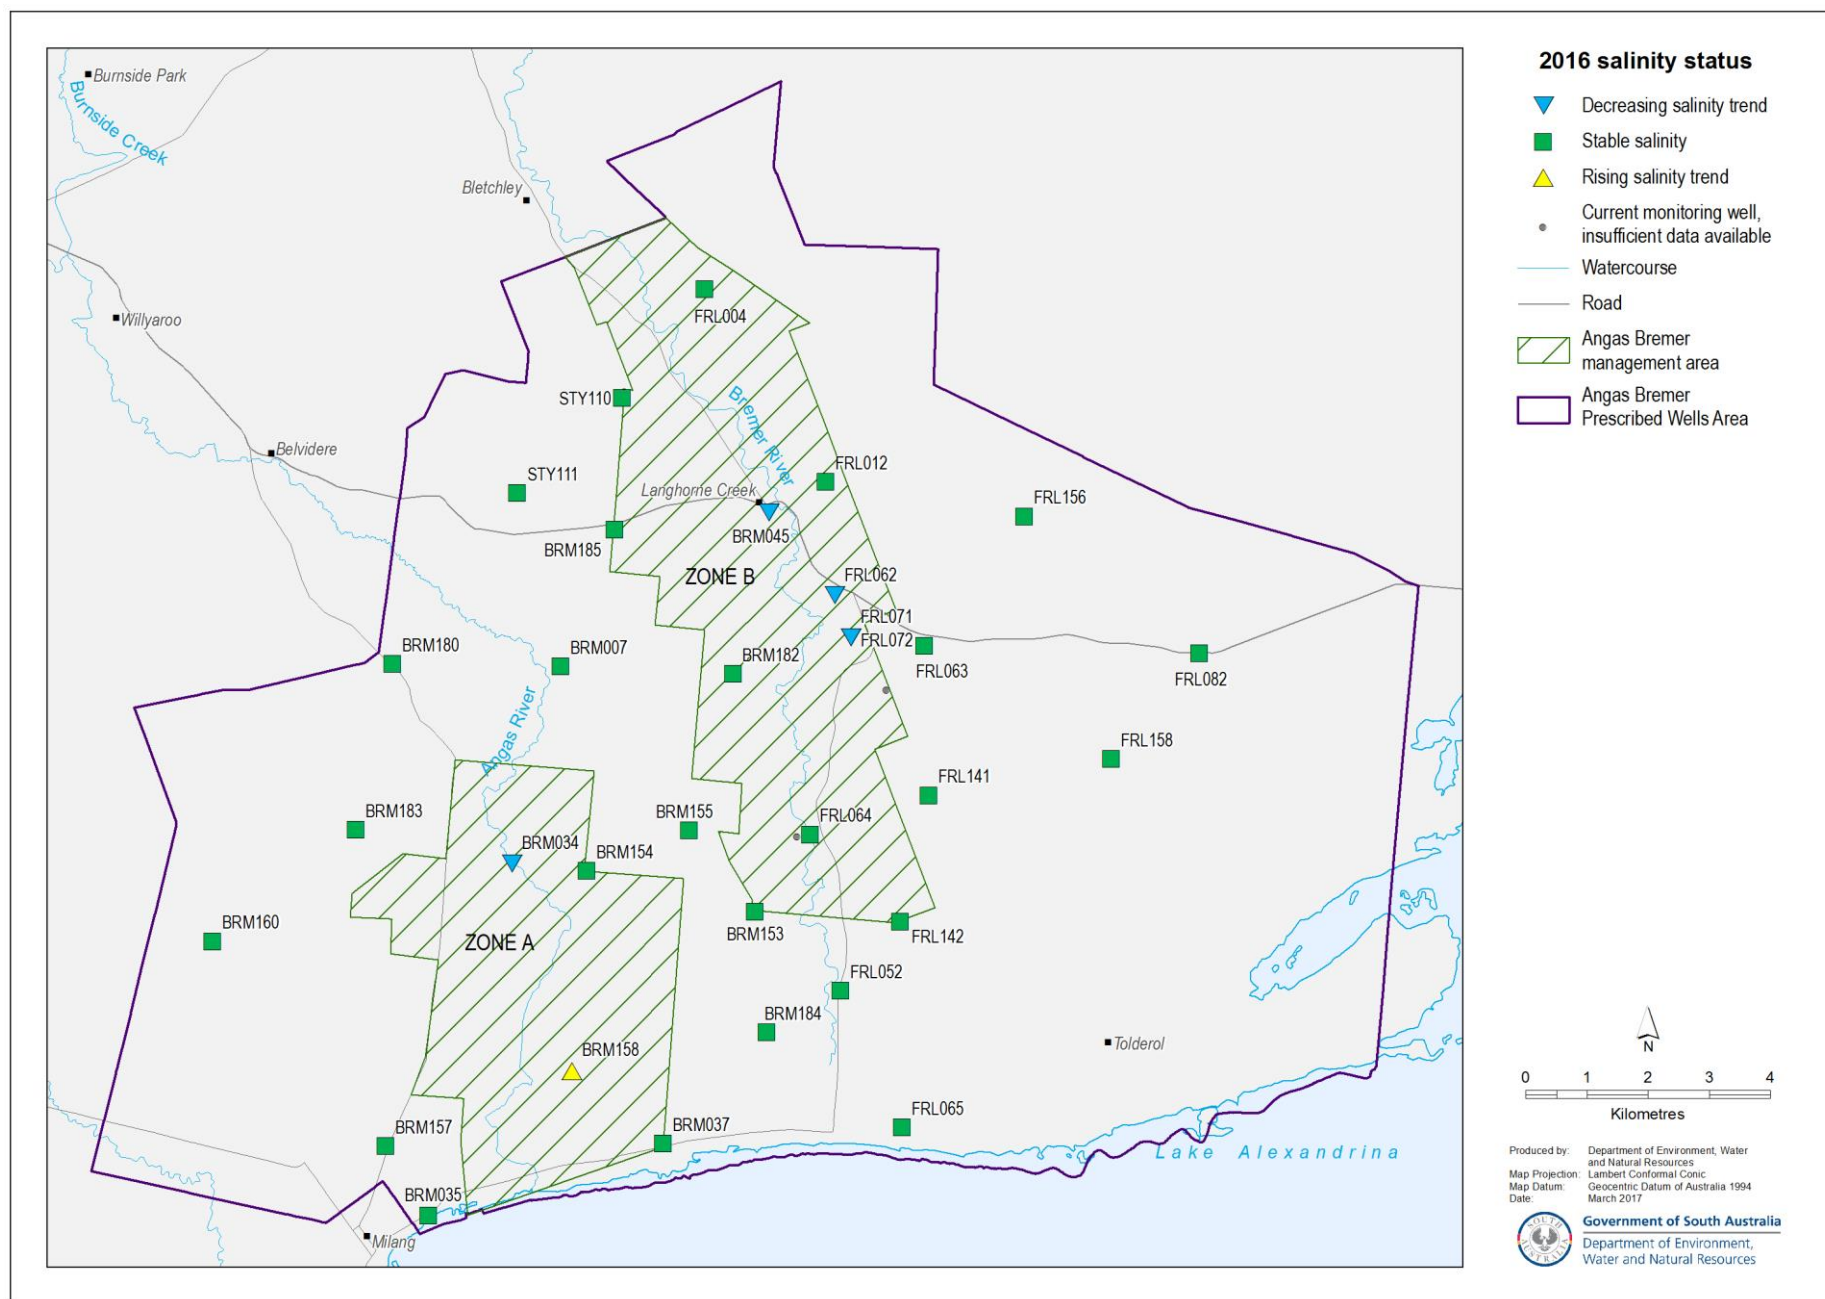 Burnside Park
Burnside Creek
Bletchley
Willyaroo
FRL004
STY110
Bremer River
Belvidere
FRL012
STY111
Langhorne Creek
FRL156
BRM045
BRM185
ZONE B
FRL062
FRL071
FRL072
BRM180
BRM007
BRM182
FRL063
FRL082
Angas River
FRL158
FRL141
BRM183
BRM155
FRL064
BRM034
BRM154
BRM160
BRM153
FRL142
ZONE A
FRL052
BRM184
Tolderol
BRM158
FRL065
BRM157
BRM037
Lake Alexandrina
BRM035
Milang
2016 salinity status
Decreasing salinity trend
Stable salinity
Rising salinity trend
Current monitoring well,
insufficient data available
Watercourse
Road
Angas Bremer
management area
Angas Bremer
Prescribed Wells Area
N
0 1 2 3 4
Kilometres
Produced by: Department of Environment, Water
and Natural Resources
Map Projection: Lambert Conformal Conic
Map Datum: Geocentric Datum of Australia 1994
Date: March 2017
SOUTH AUSTRALIA
Government of South Australia
Department of Environment,
Water and Natural Resources